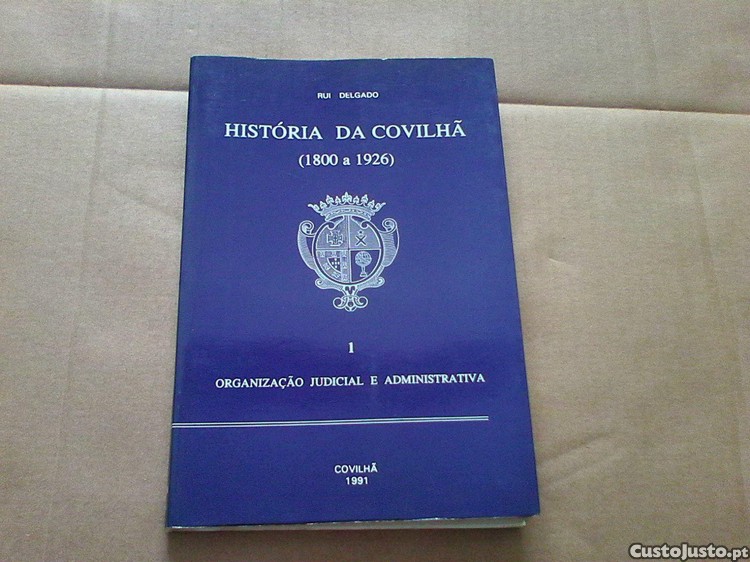 RUI DELGADO
HISTÓRIA DA COVILHÃ
(1800 a 1926)
1
ORGANIZAÇÃO JUDICIAL E ADMINISTRATIVA
COVILHÃ
1991
CustoJusto.pt